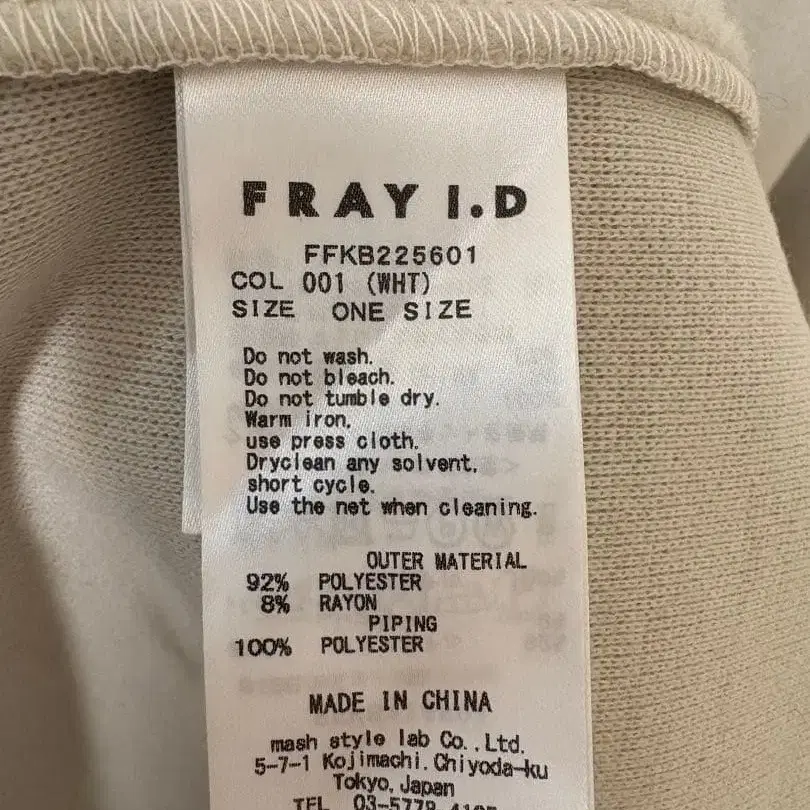 FRAY I.D
FFKB225601
COL 001 (WHT)
SIZE ONE SIZE
Do not wash.
Do not bleach.
Do not tumble dry.
Warm iron.
use press cloth.
Dryclean any solvent.
short cycle.
Use the net when cleaning.
OUTER MATERIAL
92% POLYESTER
8% RAYON
PIPING
100% POLYESTER
MADE IN CHINA
mash style lab Co.,Ltd.
5-7-1 Kojimachi.Chiyoda-ku
Tokyo,Japan
TEL 03-5778